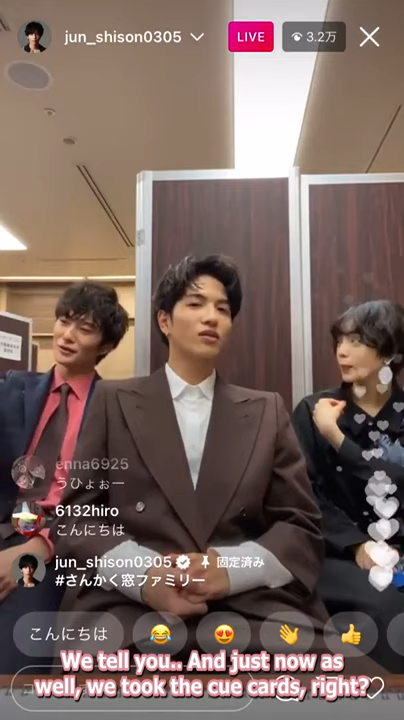 jun_shison0305
LIVE
3.2万
enna6925
うひょぉー
6132hiro
こんにちは
jun_shison0305 固定済み
#さんかく窓ファミリー
こんにちは
We tell you.. And just now as
well, we took the cue cards, right?